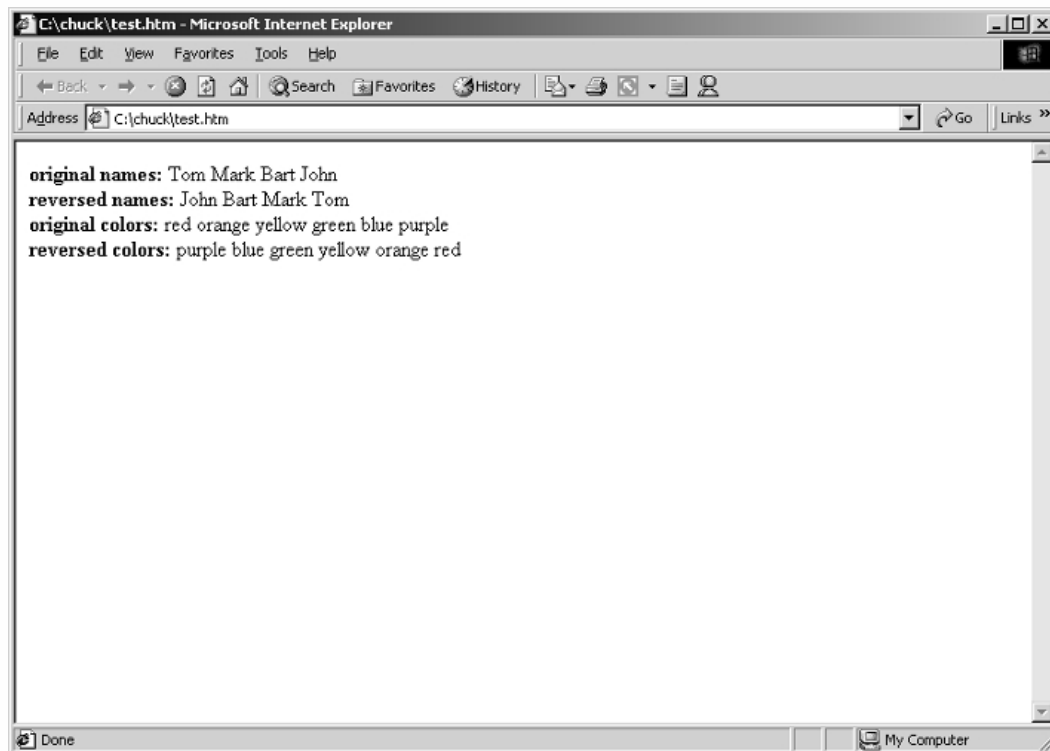 C:\chuck\test.htm - Microsoft Internet Explorer
File Edit View Favorites Tools Help
Back Search Favorites History
Address C:\chuck\test.htm Go Links »
original names: Tom Mark Bart John
reversed names: John Bart Mark Tom
original colors: red orange yellow green blue purple
reversed colors: purple blue green yellow orange red
Done My Computer